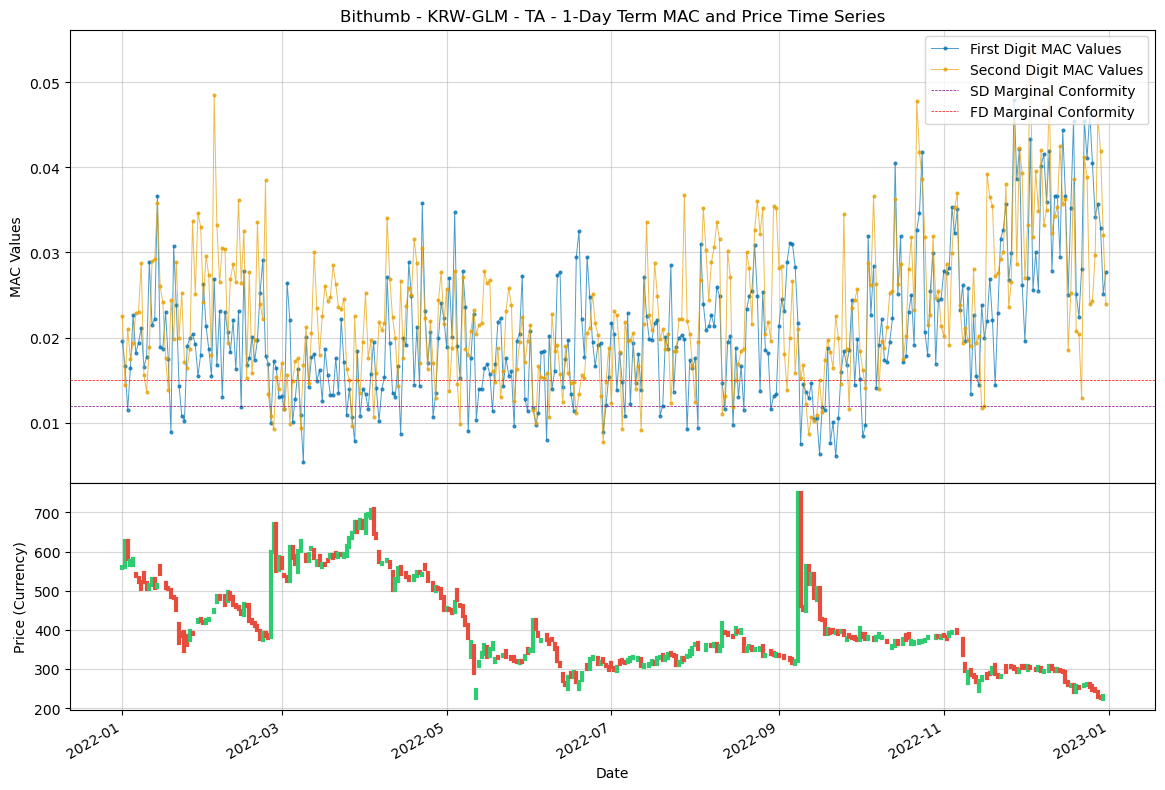 Bithumb - KRW-GLM - TA - 1-Day Term MAC and Price Time Series
First Digit MAC Values
Second Digit MAC Values
SD Marginal Conformity
FD Marginal Conformity
MAC Values
0.05
0.04
0.03
0.02
0.01
Price (Currency)
700
600
500
400
300
200
2022-01
2022-03
2022-05
2022-07
2022-09
2022-11
2023-01
Date